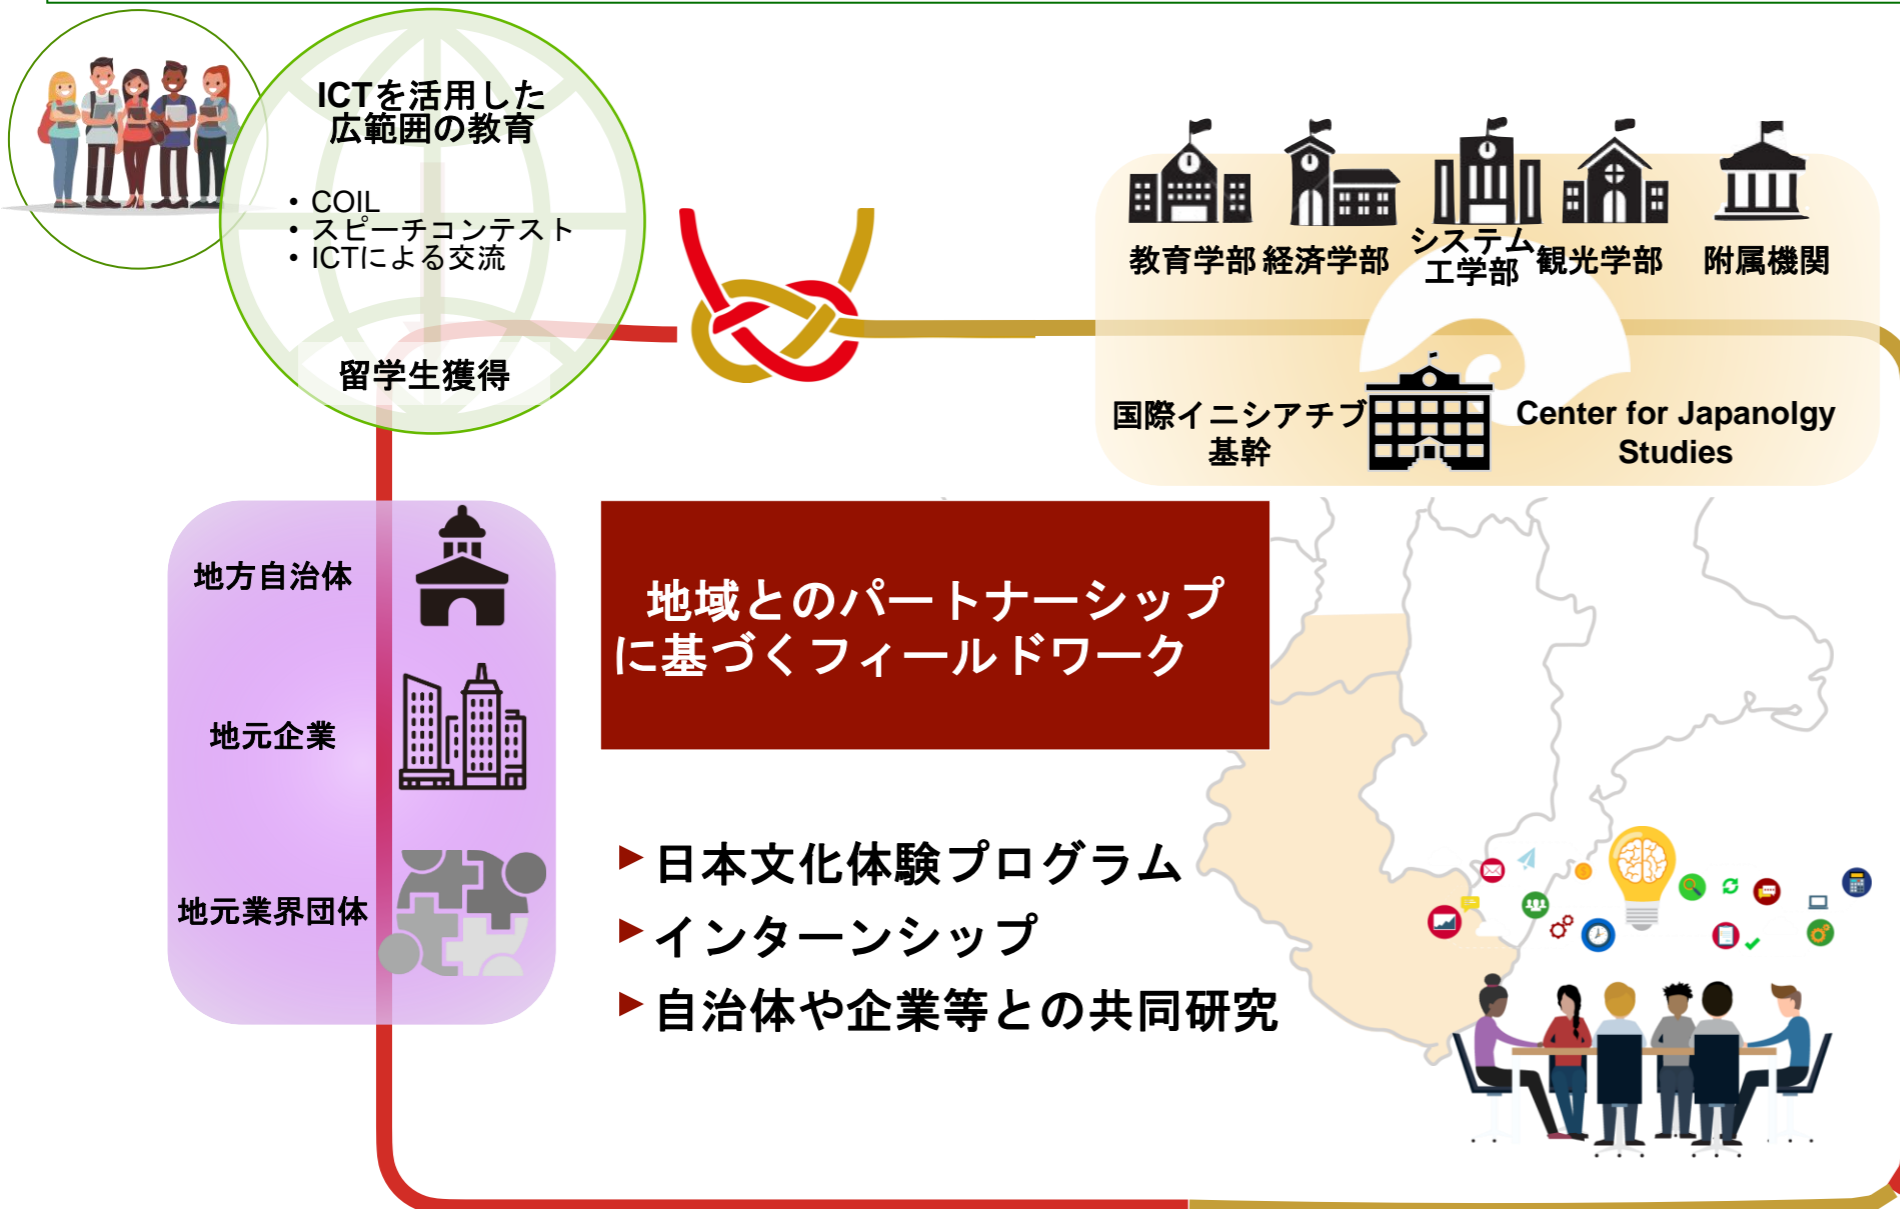 ICTを活用した
広範囲の教育
• COIL
• スピーチコンテスト
• ICTによる交流
留学生獲得
教育学部
経済学部
システム
工学部
観光学部
附属機関
国際イニシアチブ
基幹
Center for Japanolgy
Studies
地方自治体
地元企業
地元業界団体
地域とのパートナーシップ
に基づくフィールドワーク
日本文化体験プログラム
インターンシップ
自治体や企業等との共同研究